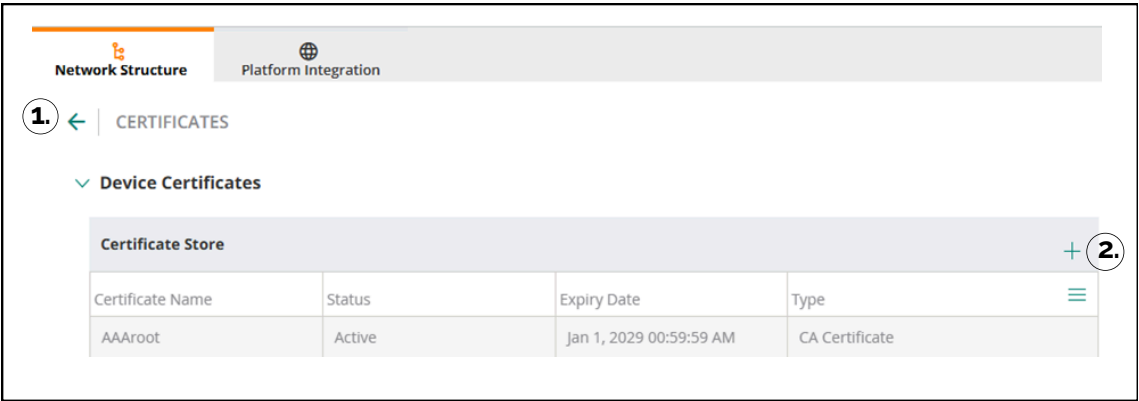 Network Structure
Platform Integration
1.
CERTIFICATES
Device Certificates
Certificate Store
2.
Certificate Name Status Expiry Date Type
AAAroot Active Jan 1, 2029 00:59:59 AM CA Certificate